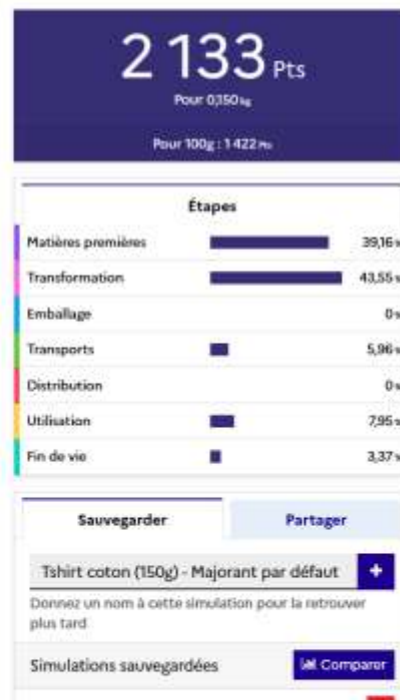 2 133 Pts
Pour 0,150 kg
Pour 100g : 1 422 Pts
Étapes
Matières premières 39,16 %
Transformation 43,55 %
Emballage 0 %
Transports 5,96 %
Distribution 0 %
Utilisation 7,95 %
Fin de vie 3,37 %
Sauvegarder Partager
Tshirt coton (150g) - Majorant par défaut +
Donnez un nom à cette simulation pour la retrouver
plus tard
Simulations sauvegardées Comparer